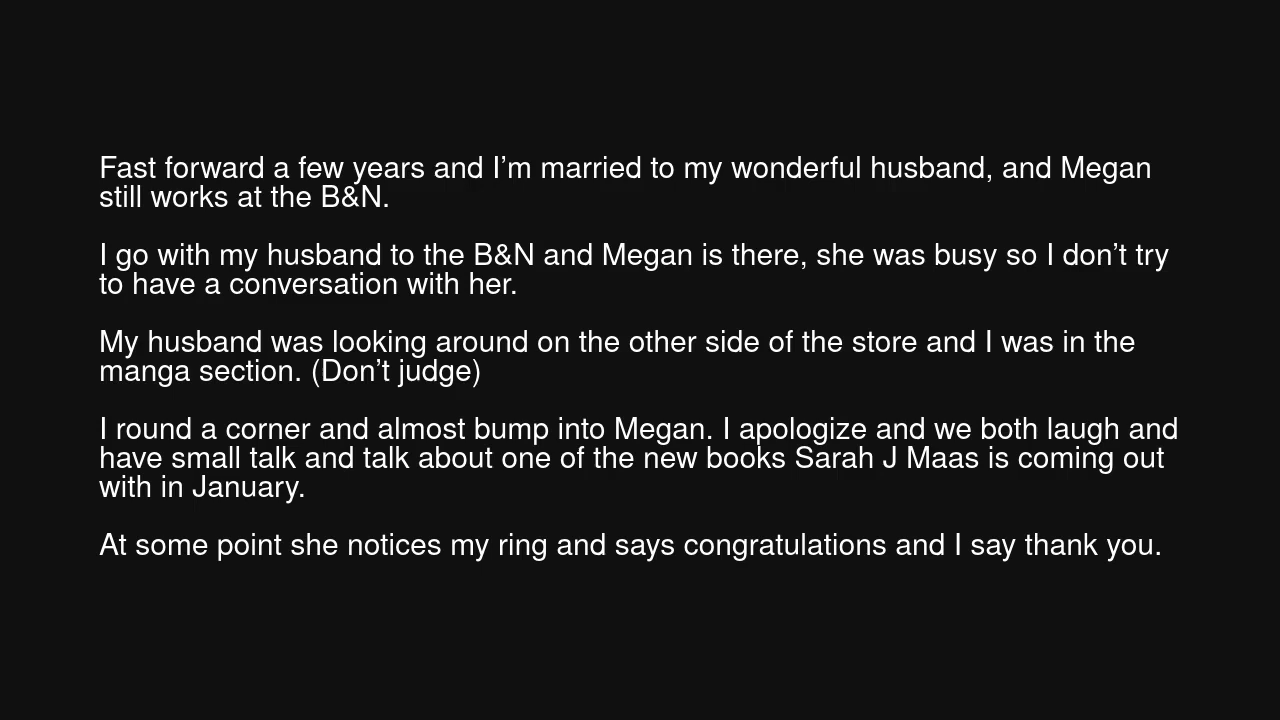 Fast forward a few years and I’m married to my wonderful husband, and Megan
still works at the B&N.
I go with my husband to the B&N and Megan is there, she was busy so I don’t try
to have a conversation with her.
My husband was looking around on the other side of the store and I was in the
manga section. (Don’t judge)
I round a corner and almost bump into Megan. I apologize and we both laugh and
have small talk and talk about one of the new books Sarah J Maas is coming out
with in January.
At some point she notices my ring and says congratulations and I say thank you.